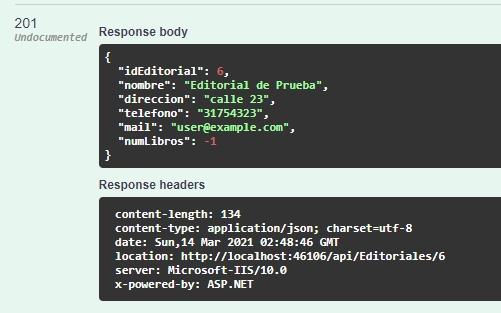 201
Undocumented
Response body
{
"idEditorial": 6,
"nombre": "Editorial de Prueba",
"direccion": "calle 23",
"telefono": "31754323",
"mail": "user@example.com",
"numLibros": -1
}
Response headers
content-length: 134
content-type: application/json; charset=utf-8
date: Sun,14 Mar 2021 02:48:46 GMT
location: http://localhost:46106/api/Editoriales/6
server: Microsoft-IIS/10.0
x-powered-by: ASP.NET